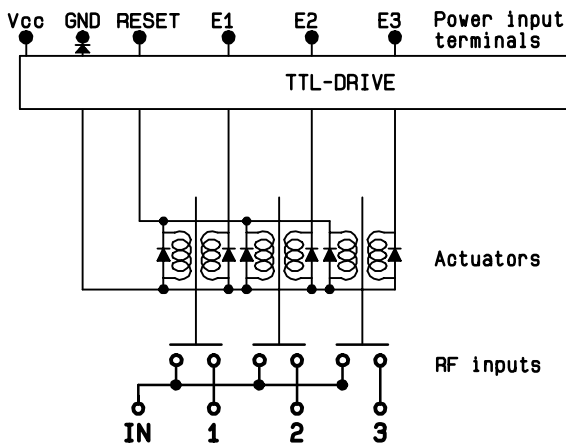 Vcc GND RESET E1 E2 E3 Power input
terminals
TTL-DRIVE
Actuators
RF inputs
IN 1 2 3